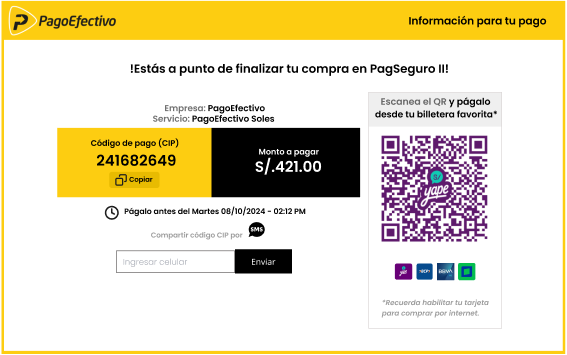 PagoEfectivo
Información para tu pago
!Estás a punto de finalizar tu compra en PagSeguro II!
Empresa: PagoEfectivo
Servicio: PagoEfectivo Soles
Código de pago (CIP)
241682649
Copiar
Monto a pagar
S/.421.00
Págalo antes del Martes 08/10/2024 - 02:12 PM
Compartir código CIP por SMS
Ingresar celular
Enviar
Escanea el QR y págalo
desde tu billetera favorita*
S/
yape
BBVA
*Recuerda habilitar tu tarjeta
para comprar por internet.